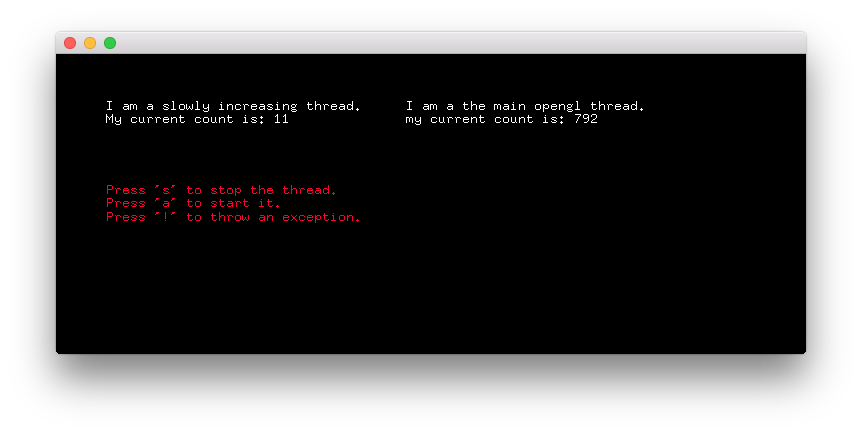 I am a slowly increasing thread.
My current count is: 11
I am a the main opengl thread.
my current count is: 792
Press "s" to stop the thread.
Press "a" to start it.
Press "!" to throw an exception.